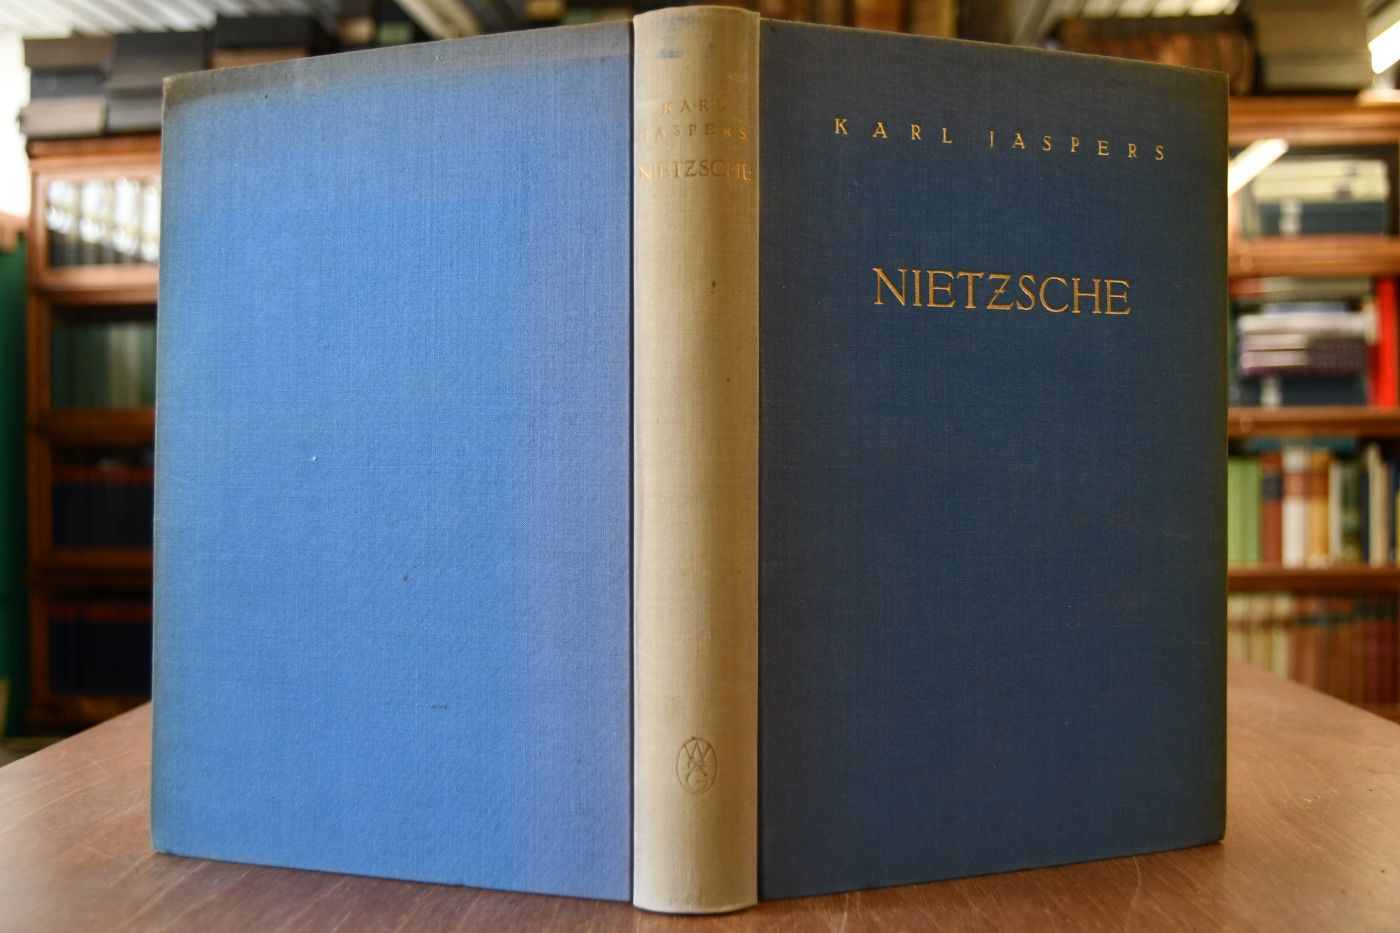 KARL
JASPERS
NIETZSCHE
KARL JASPERS
NIETZSCHE